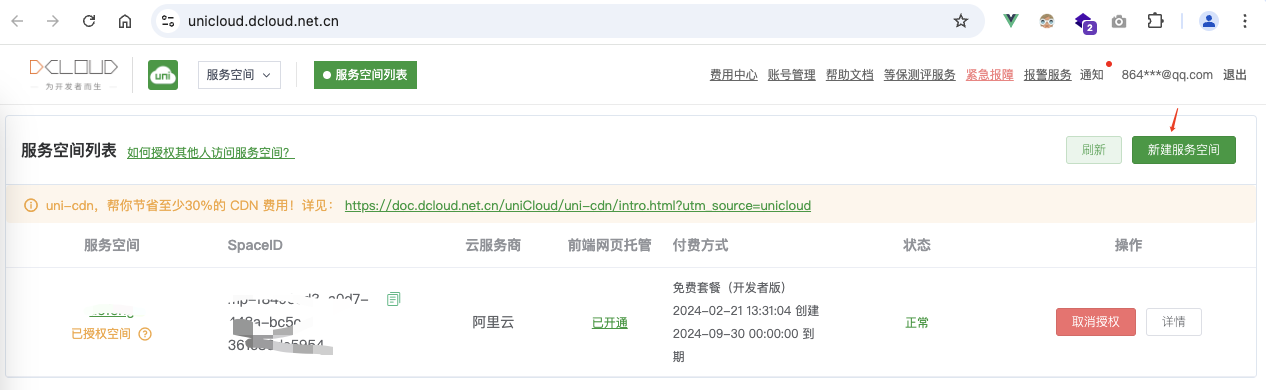 unicloud.dcloud.net.cn
2
DCLOUD
为开发者而生
uni
服务空间
服务空间列表
费用中心 账号管理 帮助文档 等保测评服务 紧急报障 报警服务 通知 864***@qq.com 退出
服务空间列表 如何授权其他人访问服务空间?
刷新 新建服务空间
uni-cdn，帮你节省至少30%的 CDN 费用！详见： https://doc.dcloud.net.cn/uniCloud/uni-cdn/intro.html?utm_source=unicloud
服务空间 SpaceID 云服务商 前端网页托管 付费方式 状态 操作
已授权空间
阿里云
已开通
免费套餐（开发者版）
2024-02-21 13:31:04 创建
2024-09-30 00:00:00 到
期
正常
取消授权 详情